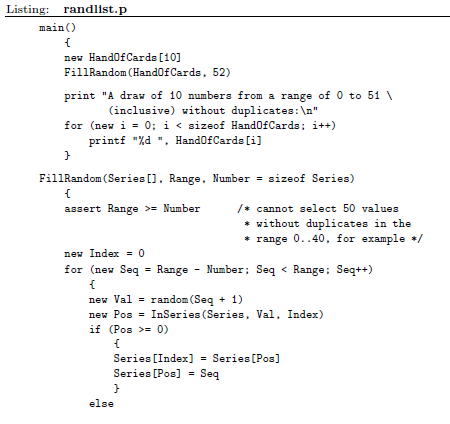 Listing: randlist.p
main()
{
new HandOfCards[10]
FillRandom(HandOfCards, 52)
print "A draw of 10 numbers from a range of 0 to 51 \
(inclusive) without duplicates:\n"
for (new i = 0; i < sizeof HandOfCards; i++)
printf "%d ", HandOfCards[i]
}
FillRandom(Series[], Range, Number = sizeof Series)
{
assert Range >= Number /* cannot select 50 values
* without duplicates in the
* range 0..40, for example */
new Index = 0
for (new Seq = Range - Number; Seq < Range; Seq++)
{
new Val = random(Seq + 1)
new Pos = InSeries(Series, Val, Index)
if (Pos >= 0)
{
Series[Index] = Series[Pos]
Series[Pos] = Seq
}
else